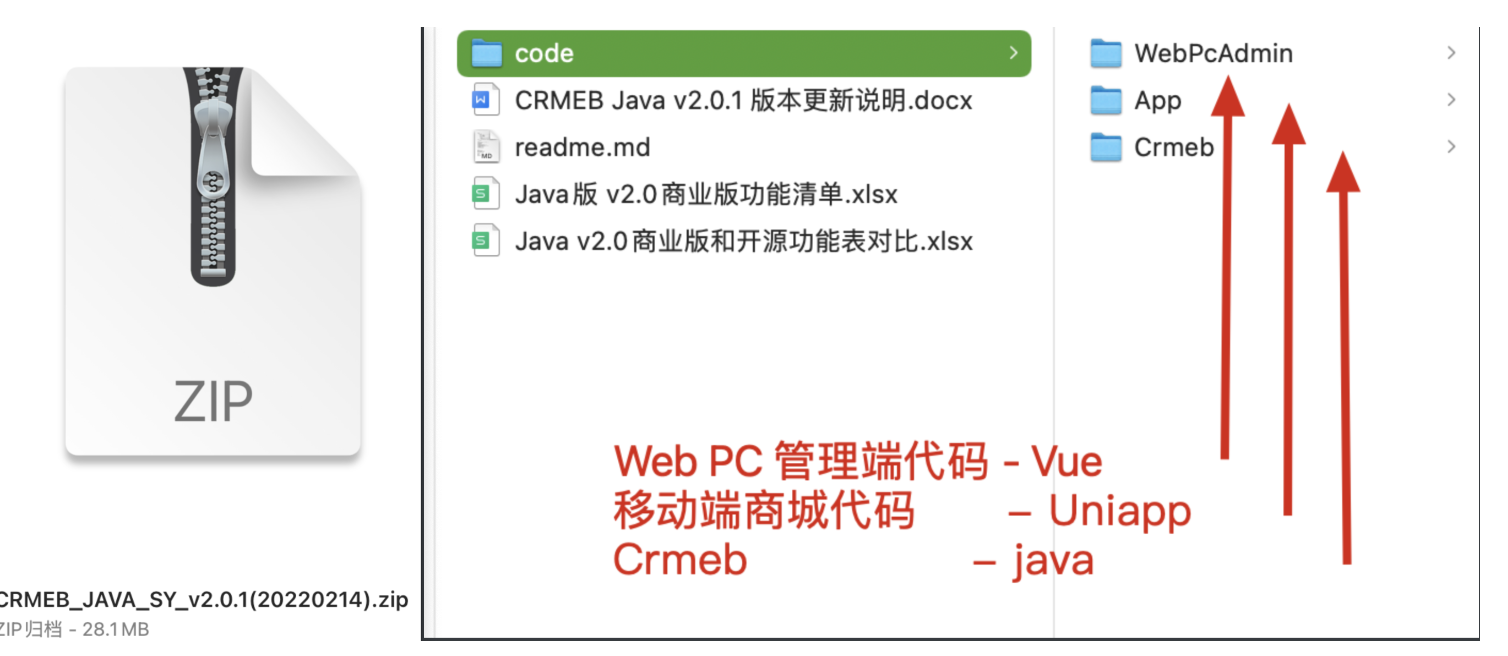 ZIP
CRMEB_JAVA_SY_v2.0.1(20220214).zip
ZIP归档 - 28.1 MB
code
CRMEB Java v2.0.1 版本更新说明.docx
readme.md
Java版 v2.0商业版功能清单.xlsx
Java v2.0商业版和开源功能表对比.xlsx
WebPcAdmin
App
Crmeb
Web PC 管理端代码 - Vue
移动端商城代码 – Uniapp
Crmeb – java